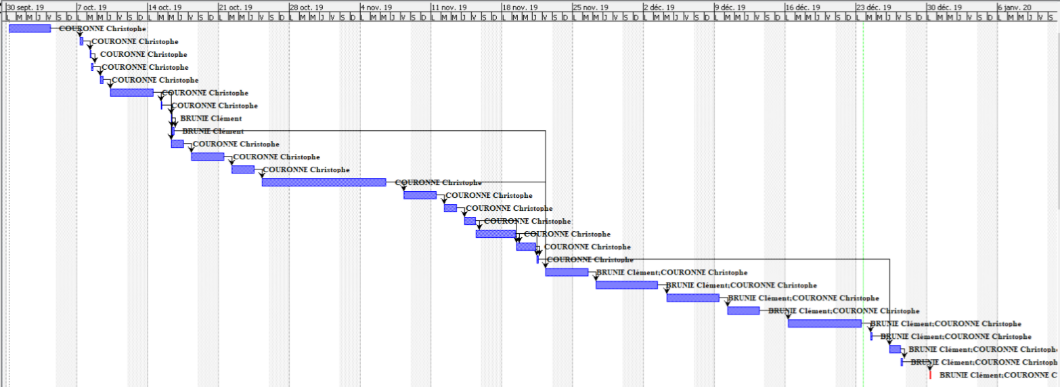 30 sept. 19 7 oct. 19 14 oct. 19 21 oct. 19 28 oct. 19 4 nov. 19 11 nov. 19 18 nov. 19 25 nov. 19 2 déc. 19 9 déc. 19 16 déc. 19 23 déc. 19 30 déc. 19 6 janv. 20
L M M J V S D L M M J V S D L M M J V S D L M M J V S D L M M J V S D L M M J V S D L M M J V S D L M M J V S D L M M J V S D L M M J V S D L M M J V S D L M M J V S D L M M J V S D L M M J V S D L M M J V S
COURONNE Christophe
COURONNE Christophe
COURONNE Christophe
COURONNE Christophe
COURONNE Christophe
COURONNE Christophe
COURONNE Christophe
BRUNIE Clément
BRUNIE Clément
COURONNE Christophe
COURONNE Christophe
COURONNE Christophe
COURONNE Christophe
COURONNE Christophe
COURONNE Christophe
COURONNE Christophe
COURONNE Christophe
COURONNE Christophe
COURONNE Christophe
BRUNIE Clément;COURONNE Christophe
BRUNIE Clément;COURONNE Christophe
BRUNIE Clément;COURONNE Christophe
BRUNIE Clément;COURONNE Christophe
BRUNIE Clément;COURONNE Christophe
BRUNIE Clément;COURONNE Christophe
BRUNIE Clément;COURONNE Christoph
BRUNIE Clément;COURONNE Christoph
BRUNIE Clément;COURONNE C